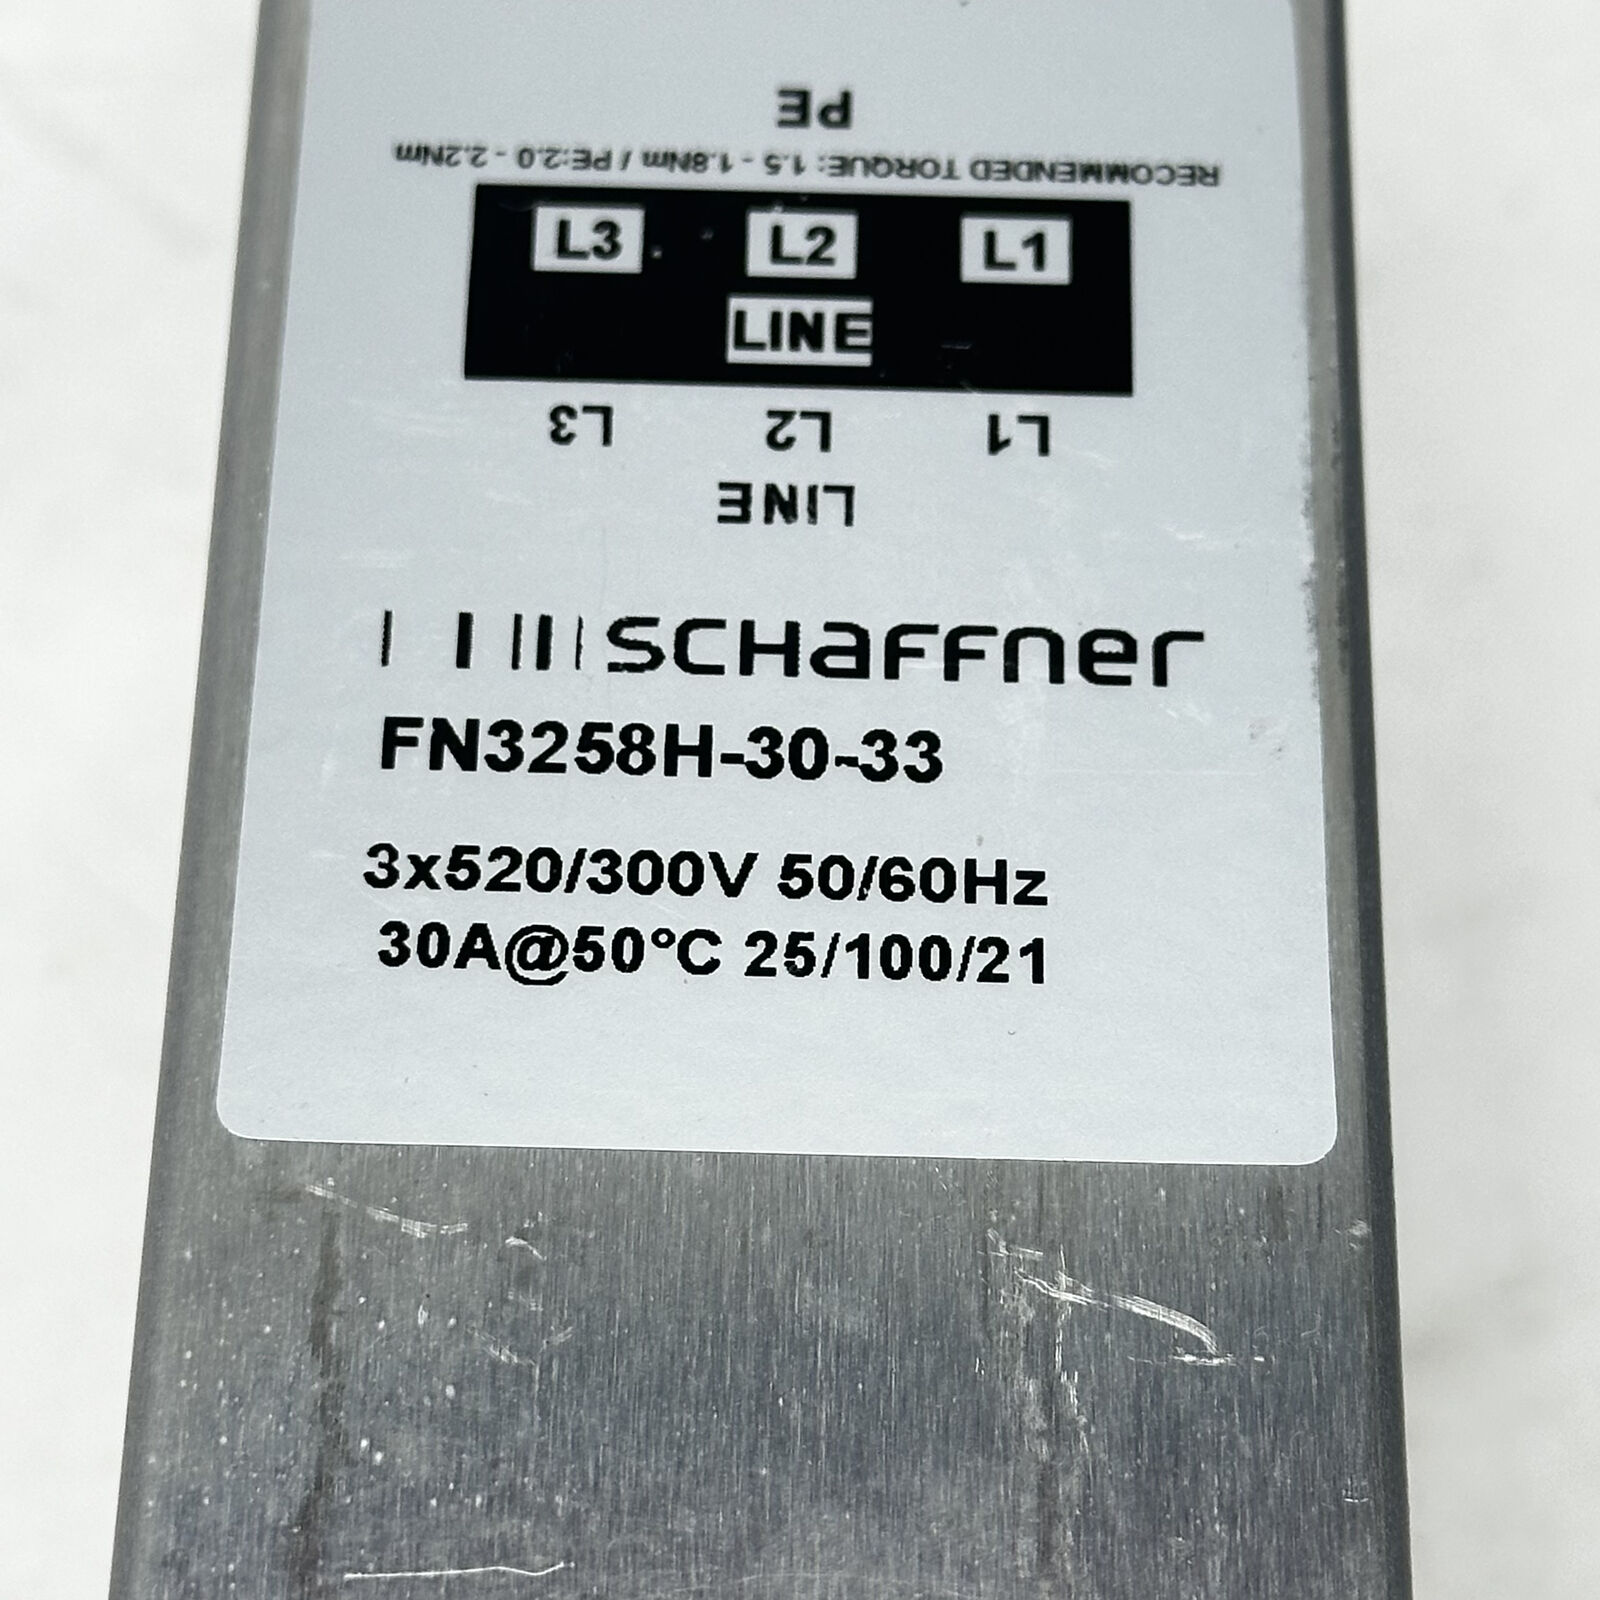 PE
RECOMMENDED TORQUE: 1.5 - 1.8Nm / PE:2.0 - 2.2Nm
L3 L2 L1
LINE
L3 L2 L1
LINE
SCHaFFner
FN3258H-30-33
3x520/300V 50/60Hz
30A@50°C 25/100/21